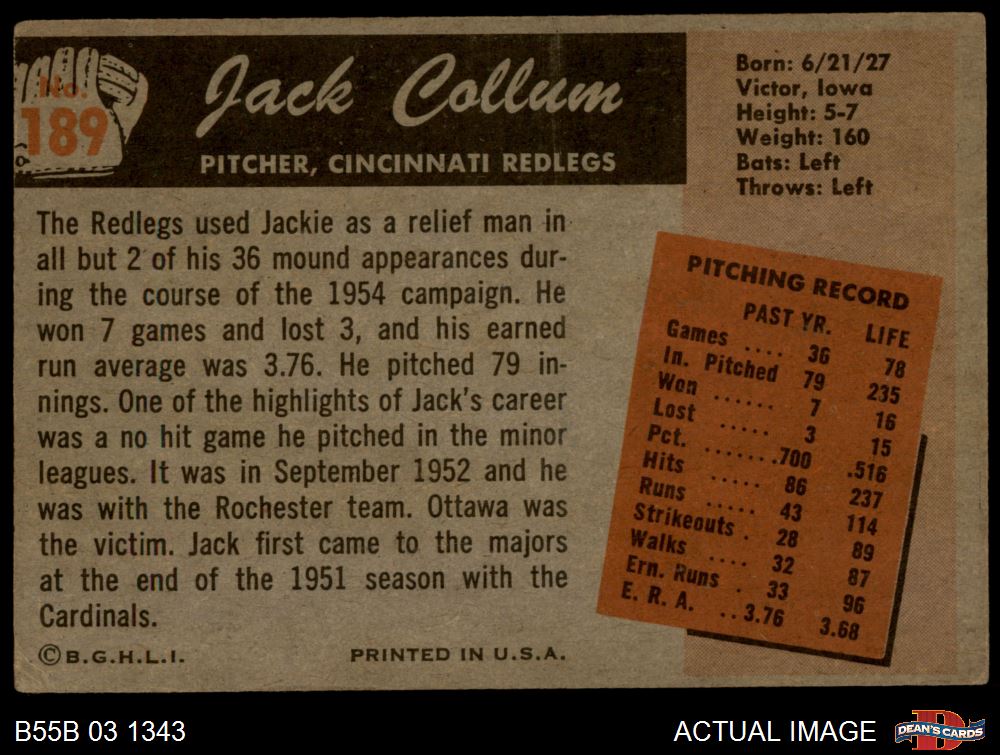 No.
189
Jack Collum
PITCHER, CINCINNATI REDLEGS
Born: 6/21/27
Victor, Iowa
Height: 5-7
Weight: 160
Bats: Left
Throws: Left
The Redlegs used Jackie as a relief man in
all but 2 of his 36 mound appearances dur-
ing the course of the 1954 campaign. He
won 7 games and lost 3, and his earned
run average was 3.76. He pitched 79 in-
nings. One of the highlights of Jack's career
was a no hit game he pitched in the minor
leagues. It was in September 1952 and he
was with the Rochester team. Ottawa was
the victim. Jack first came to the majors
at the end of the 1951 season with the
Cardinals.
©B.G.H.L.I.
PRINTED IN U.S.A.
PITCHING RECORD
PAST YR. LIFE
Games .... 36 78
In. Pitched 79 235
Won ...... 7 16
Lost ..... 3 15
Pct. .......700 .516
Hits ..... 86 237
Runs ..... 43 114
Strikeouts . 28 89
Walks .... 32 87
Ern. Runs . 33 96
E. R. A. ..3.76 3.68
B55B 03 1343
ACTUAL IMAGE
D
DEAN'S CARDS